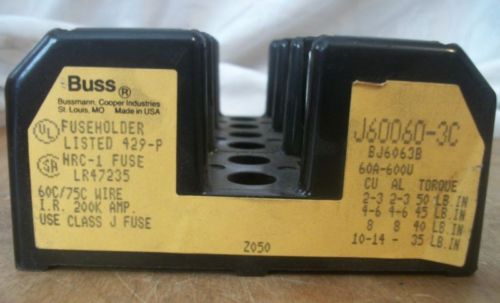 Buss®
Bussmann, Cooper Industries
St. Louis, MO Made in USA
UL FUSEHOLDER
LISTED 429-P
SA NRC-1 FUSE
LR47235
60C/75C WIRE
I.R. 200K AMP.
USE CLASS J FUSE
Z050
J60060-3C
BJ6063B
60A-600V
CU AL TORQUE
2-3 2-3 50 LB.IN
4-6 4-6 45 LB.IN
8 8 40 LB.IN
10-14 - 35 LB.IN